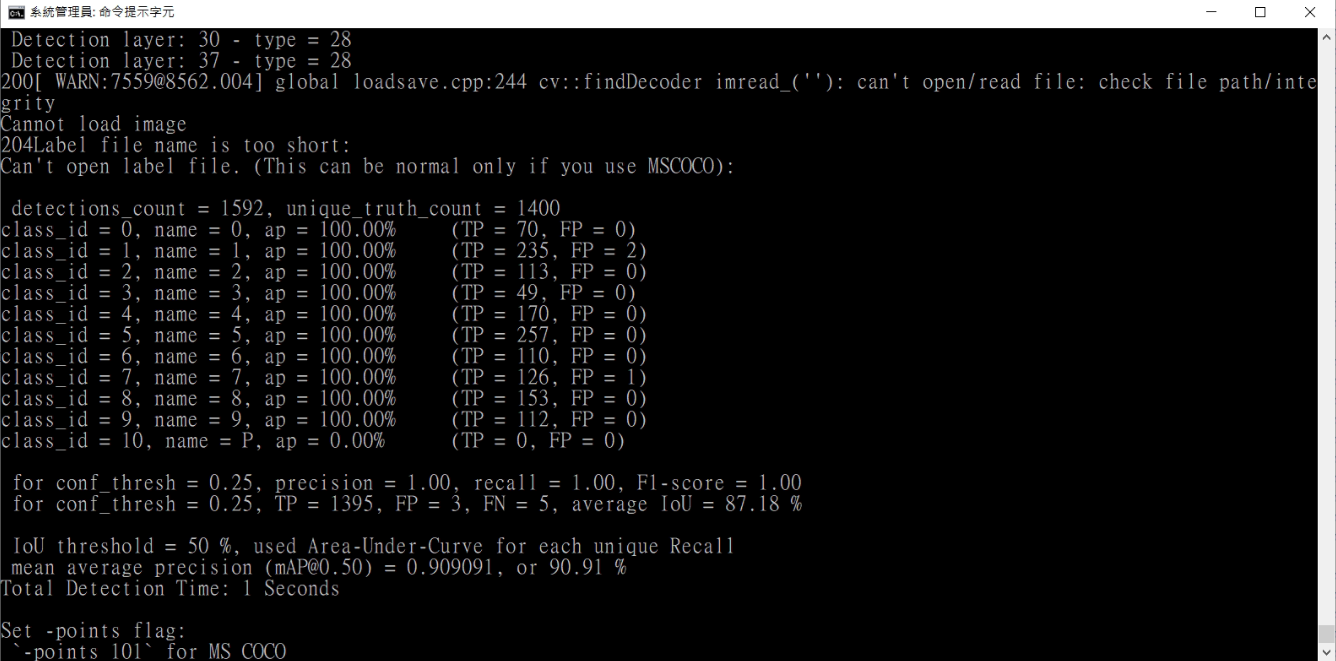 系統管理員: 命令提示字元
Detection layer: 30 - type = 28
Detection layer: 37 - type = 28
200[ WARN:7559@8562.004] global loadsave.cpp:244 cv::findDecoder imread_(''): can't open/read file: check file path/inte
grity
Cannot load image
204Label file name is too short:
Can't open label file. (This can be normal only if you use MSCOCO):
detections_count = 1592, unique_truth_count = 1400
class_id = 0, name = 0, ap = 100.00% (TP = 70, FP = 0)
class_id = 1, name = 1, ap = 100.00% (TP = 235, FP = 2)
class_id = 2, name = 2, ap = 100.00% (TP = 113, FP = 0)
class_id = 3, name = 3, ap = 100.00% (TP = 49, FP = 0)
class_id = 4, name = 4, ap = 100.00% (TP = 170, FP = 0)
class_id = 5, name = 5, ap = 100.00% (TP = 257, FP = 0)
class_id = 6, name = 6, ap = 100.00% (TP = 110, FP = 0)
class_id = 7, name = 7, ap = 100.00% (TP = 126, FP = 1)
class_id = 8, name = 8, ap = 100.00% (TP = 153, FP = 0)
class_id = 9, name = 9, ap = 100.00% (TP = 112, FP = 0)
class_id = 10, name = P, ap = 0.00% (TP = 0, FP = 0)
for conf_thresh = 0.25, precision = 1.00, recall = 1.00, F1-score = 1.00
for conf_thresh = 0.25, TP = 1395, FP = 3, FN = 5, average IoU = 87.18 %
IoU threshold = 50 %, used Area-Under-Curve for each unique Recall
mean average precision (mAP@0.50) = 0.909091, or 90.91 %
Total Detection Time: 1 Seconds
Set -points flag:
`-points 101` for MS COCO